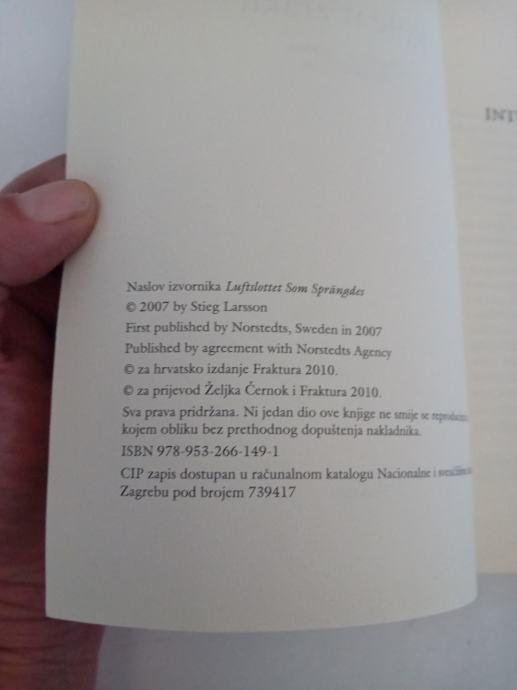 INT
Naslov izvornika Luftslottet Som Sprängdes
© 2007 by Stieg Larsson
First published by Norstedts, Sweden in 2007
Published by agreement with Norstedts Agency
© za hrvatsko izdanje Fraktura 2010.
© za prijevod Željka Černok i Fraktura 2010.
Sva prava pridržana. Ni jedan dio ove knjige ne smije se
kojem obliku bez prethodnog dopuštenja nakladnika.
ISBN 978-953-266-149-1
CIP zapis dostupan u računalnom katalogu Nacionalne i
Zagrebu pod brojem 739417